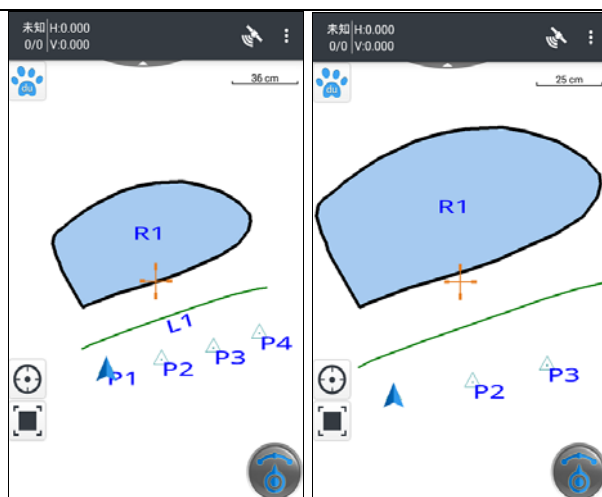 未知 H:0.000
0/0 V:0.000
du
36 cm
R1
L1
P1
P2
P3
P4
未知 H:0.000
0/0 V:0.000
du
25 cm
R1
P2
P3